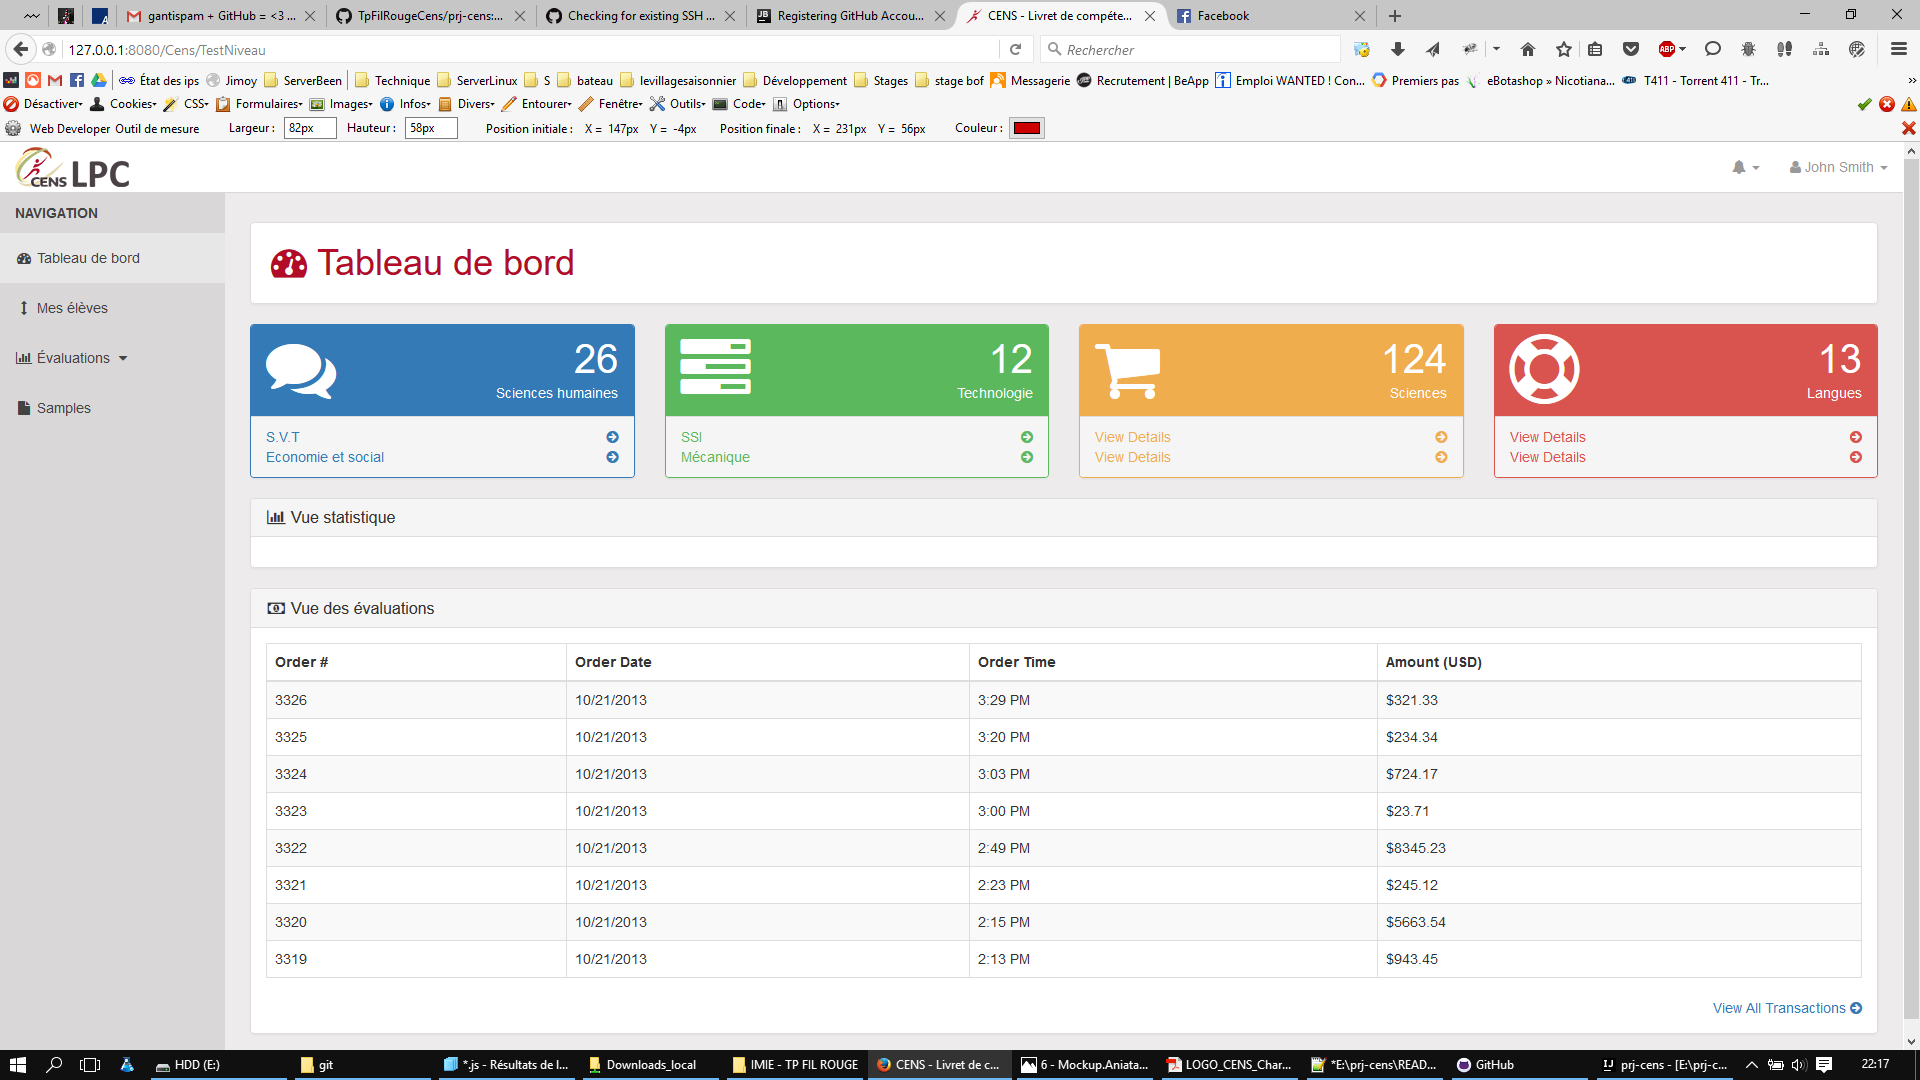 gantispam + GitHub = <3 ...
TpFilRougeCens/prj-cens:...
Checking for existing SSH ...
Registering GitHub Accou...
CENS - Livret de compéte...
Facebook
127.0.0.1:8080/Cens/TestNiveau
Rechercher
État des ips
Jimoy
ServerBeen
Technique
ServerLinux
S
bateau
levillagesaisonnier
Développement
Stages
stage bof
Messagerie
Recrutement | BeApp
Emploi WANTED ! Con...
Premiers pas
eBotashop » Nicotiana...
T411 - Torrent 411 - Tr...
Désactiver
Cookies
CSS
Formulaires
Images
Infos
Divers
Entourer
Fenêtre
Outils
Code
Options
Web Developer Outil de mesure
Largeur : 82px
Hauteur : 58px
Position initiale : X = 147px Y = -4px
Position finale : X = 231px Y = 56px
Couleur :
CENS LPC
John Smith
NAVIGATION
Tableau de bord
Mes élèves
Évaluations
Samples
Tableau de bord
26
Sciences humaines
S.V.T
Economie et social
12
Technologie
SSI
Mécanique
124
Sciences
View Details
View Details
13
Langues
View Details
View Details
Vue statistique
Vue des évaluations
Order # Order Date Order Time Amount (USD)
3326 10/21/2013 3:29 PM $321.33
3325 10/21/2013 3:20 PM $234.34
3324 10/21/2013 3:03 PM $724.17
3323 10/21/2013 3:00 PM $23.71
3322 10/21/2013 2:49 PM $8345.23
3321 10/21/2013 2:23 PM $245.12
3320 10/21/2013 2:15 PM $5663.54
3319 10/21/2013 2:13 PM $943.45
View All Transactions
HDD (E:)
git
*.js - Résultats de l...
Downloads_local
IMIE - TP FIL ROUGE
CENS - Livret de c...
6 - Mockup.Aniata...
LOGO_CENS_Char...
*E:\prj-cens\READ...
GitHub
prj-cens - [E:\prj-c...
22:17